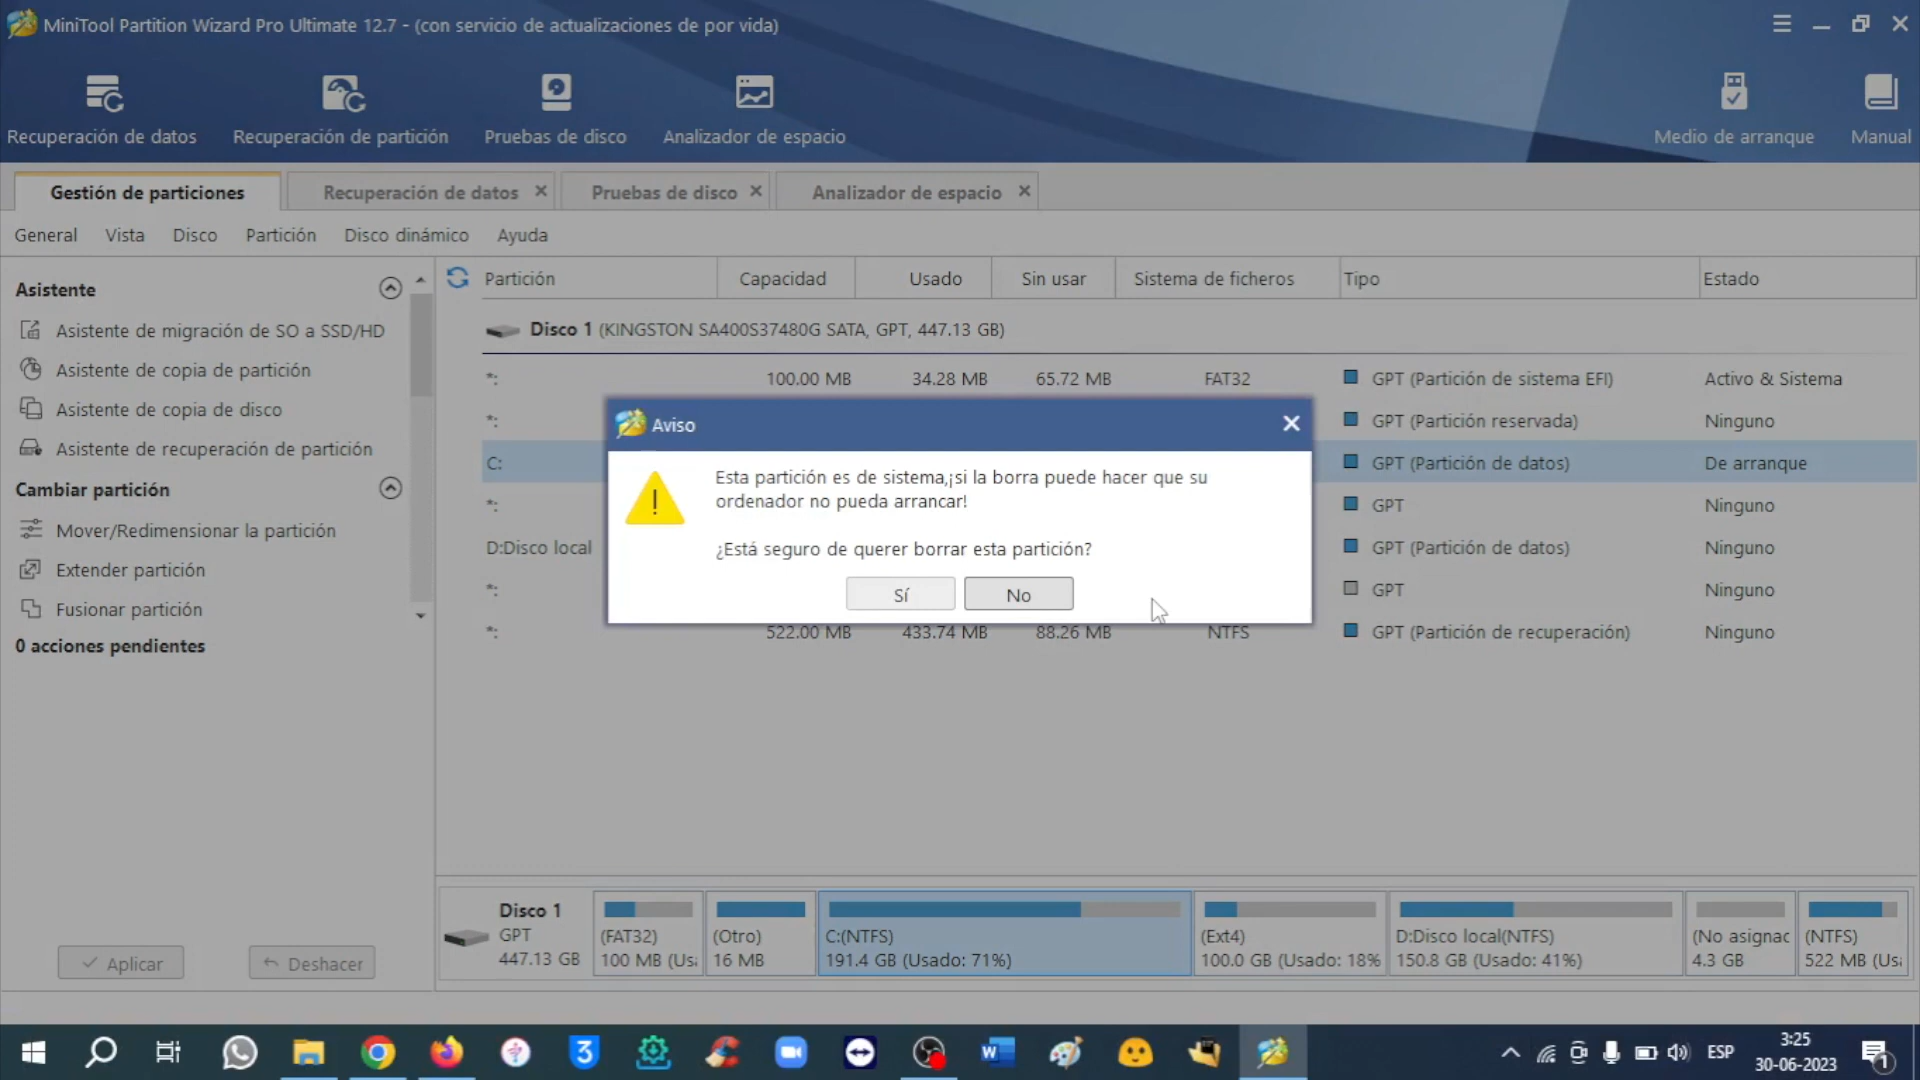 MiniTool Partition Wizard Pro Ultimate 12.7 - (con servicio de actualizaciones de por vida)
Recuperación de datos
Recuperación de partición
Pruebas de disco
Analizador de espacio
Medio de arranque
Manual
Gestión de particiones
Recuperación de datos
Pruebas de disco
Analizador de espacio
General Vista Disco Partición Disco dinámico Ayuda
Asistente
Asistente de migración de SO a SSD/HD
Asistente de copia de partición
Asistente de copia de disco
Asistente de recuperación de partición
Cambiar partición
Mover/Redimensionar la partición
Extender partición
Fusionar partición
0 acciones pendientes
Aplicar
Deshacer
Partición Capacidad Usado Sin usar Sistema de ficheros Tipo Estado
Disco 1 (KINGSTON SA400S37480G SATA, GPT, 447.13 GB)
*: 100.00 MB 34.28 MB 65.72 MB FAT32 GPT (Partición de sistema EFI) Activo & Sistema
*: GPT (Partición reservada) Ninguno
C: GPT (Partición de datos) De arranque
*: GPT Ninguno
D:Disco local GPT (Partición de datos) Ninguno
*: GPT Ninguno
*: 522.00 MB 433.74 MB 88.26 MB NTFS GPT (Partición de recuperación) Ninguno
Aviso
Esta partición es de sistema,¡si la borra puede hacer que su
ordenador no pueda arrancar!
¿Está seguro de querer borrar esta partición?
Sí
No
Disco 1
GPT
447.13 GB
(FAT32)
100 MB (Us
(Otro)
16 MB
C:(NTFS)
191.4 GB (Usado: 71%)
(Ext4)
100.0 GB (Usado: 18%
D:Disco local(NTFS)
150.8 GB (Usado: 41%)
(No asignac
4.3 GB
(NTFS)
522 MB (Us
ESP
3:25
30-06-2023
1